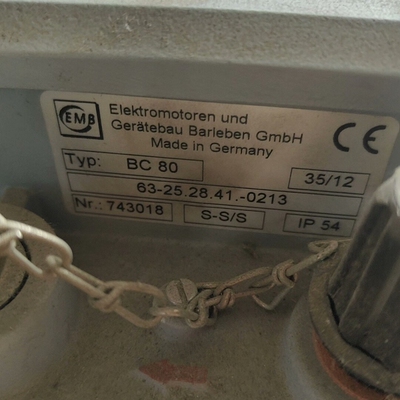 EMB
Elektromotoren und
Gerätebau Barleben GmbH
Made in Germany
CE
Typ: BC 80 35/12
63-25.28.41.-0213
Nr.: 743018 S-S/S IP 54